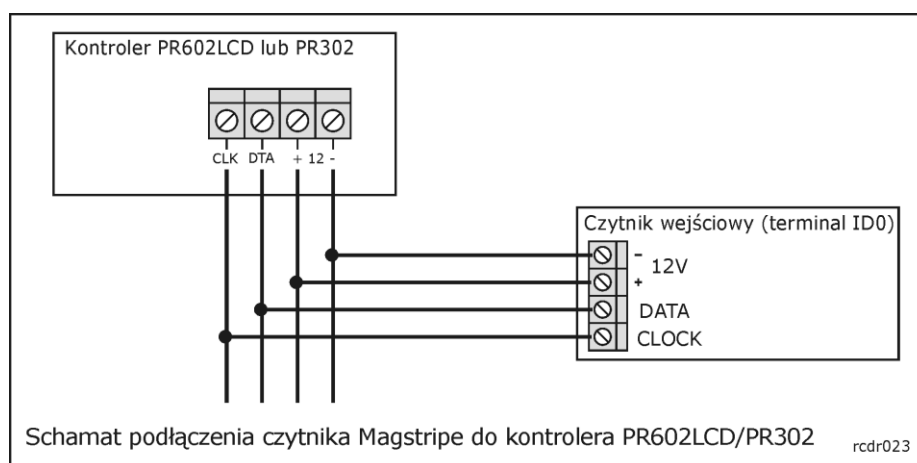 Kontroler PR602LCD lub PR302
CLK DTA + 12 -
Czytnik wejściowy (terminal ID0)
-
12V
+
DATA
CLOCK
Schamat podłączenia czytnika Magstripe do kontrolera PR602LCD/PR302
rcdr023